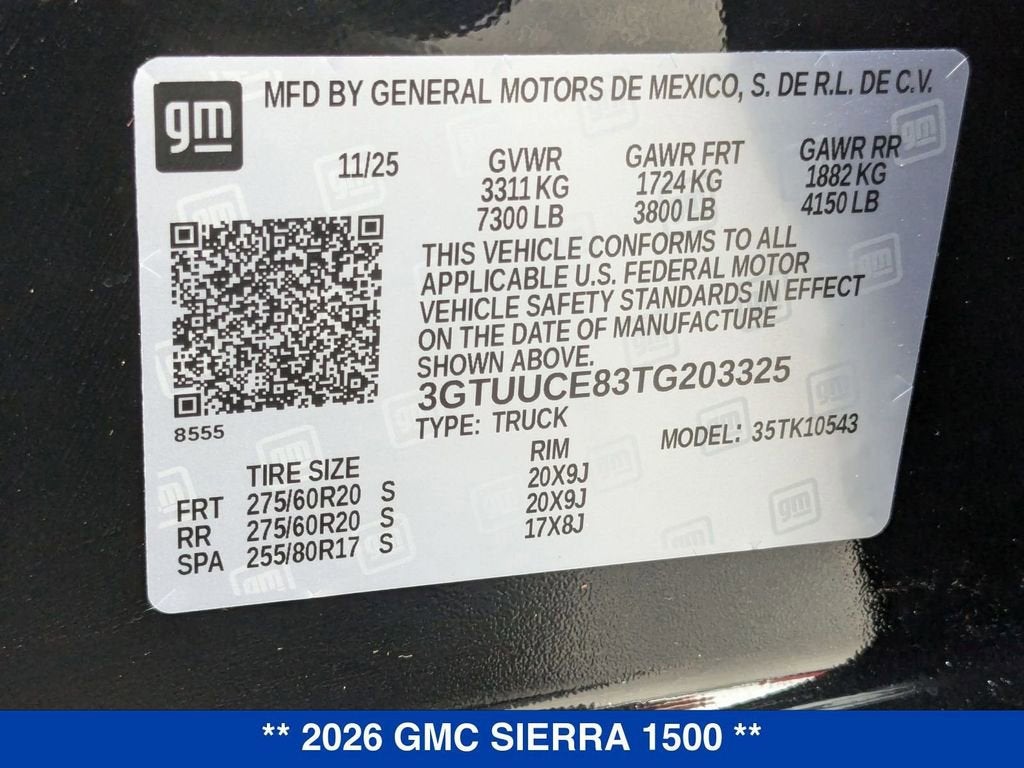 gm
MFD BY GENERAL MOTORS DE MEXICO, S. DE R.L. DE C.V.
11/25 GVWR GAWR FRT GAWR RR
3311 KG 1724 KG 1882 KG
7300 LB 3800 LB 4150 LB
THIS VEHICLE CONFORMS TO ALL
APPLICABLE U.S. FEDERAL MOTOR
VEHICLE SAFETY STANDARDS IN EFFECT
ON THE DATE OF MANUFACTURE
SHOWN ABOVE.
3GTUUCE83TG203325
8555
TYPE: TRUCK MODEL: 35TK10543
TIRE SIZE RIM
FRT 275/60R20 S 20X9J
RR 275/60R20 S 20X9J
SPA 255/80R17 S 17X8J
** 2026 GMC SIERRA 1500 **